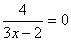 4/(3x − 2) = 0